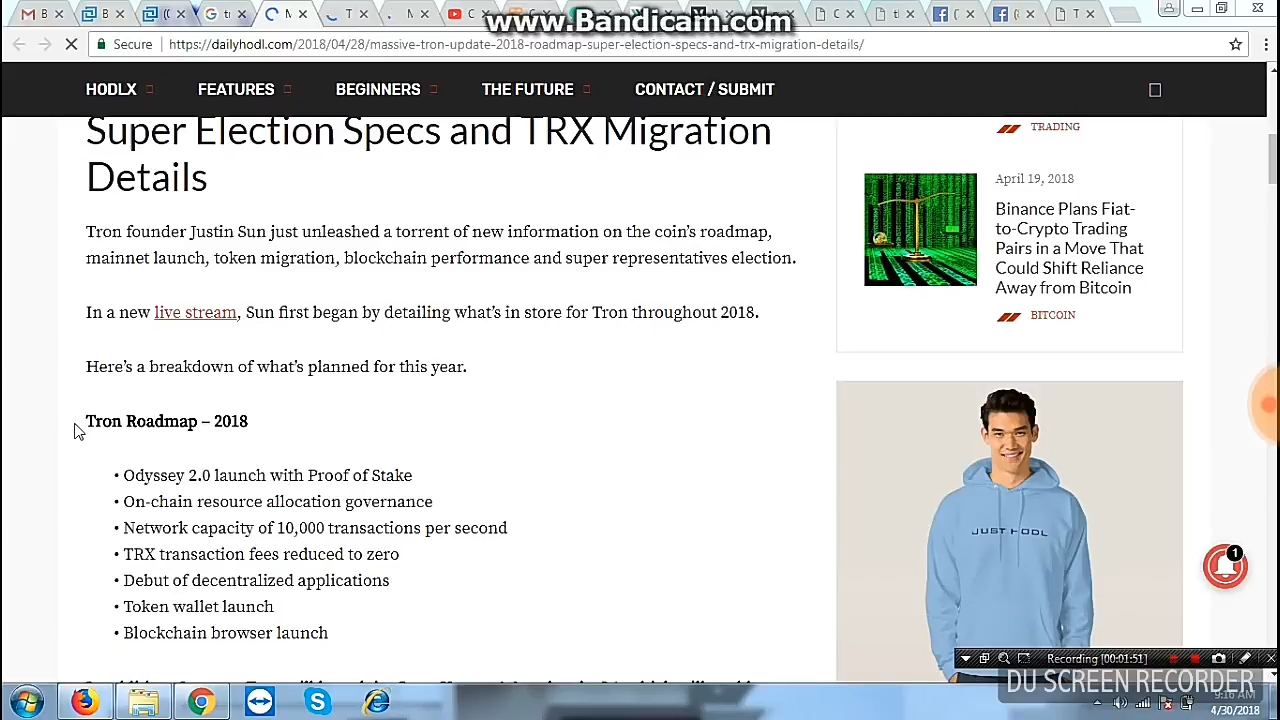 www.Bandicam.com
Secure
https://dailyhodl.com/2018/04/28/massive-tron-update-2018-roadmap-super-election-specs-and-trx-migration-details/
HODLX
FEATURES
BEGINNERS
THE FUTURE
CONTACT / SUBMIT
Super Election Specs and TRX Migration
Details
Tron founder Justin Sun just unleashed a torrent of new information on the coin’s roadmap,
mainnet launch, token migration, blockchain performance and super representatives election.
In a new live stream, Sun first began by detailing what’s in store for Tron throughout 2018.
Here’s a breakdown of what’s planned for this year.
Tron Roadmap – 2018
• Odyssey 2.0 launch with Proof of Stake
• On-chain resource allocation governance
• Network capacity of 10,000 transactions per second
• TRX transaction fees reduced to zero
• Debut of decentralized applications
• Token wallet launch
• Blockchain browser launch
TRADING
April 19, 2018
Binance Plans Fiat-
to-Crypto Trading
Pairs in a Move That
Could Shift Reliance
Away from Bitcoin
BITCOIN
JUST HODL
1
Recording [00:01:51]
DU SCREEN RECORDER
9:16 AM
4/30/2018